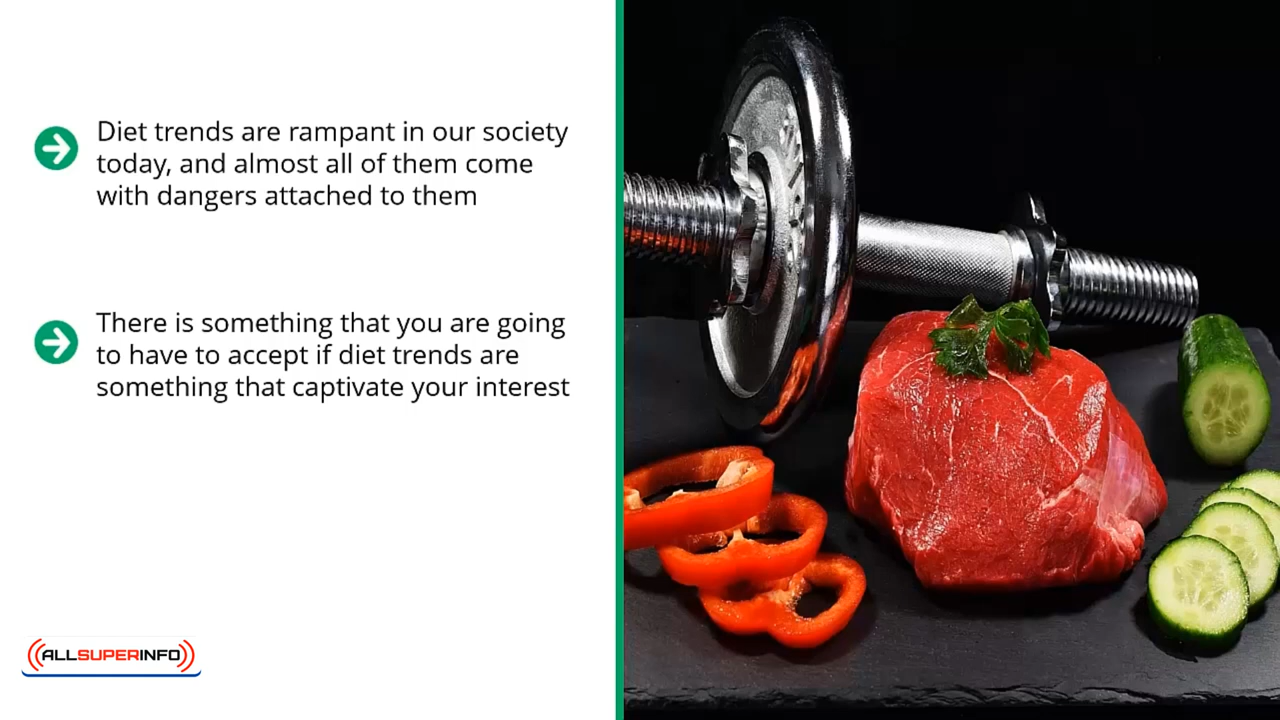 Diet trends are rampant in our society
today, and almost all of them come
with dangers attached to them
There is something that you are going
to have to accept if diet trends are
something that captivate your interest
ALLSUPERINFO